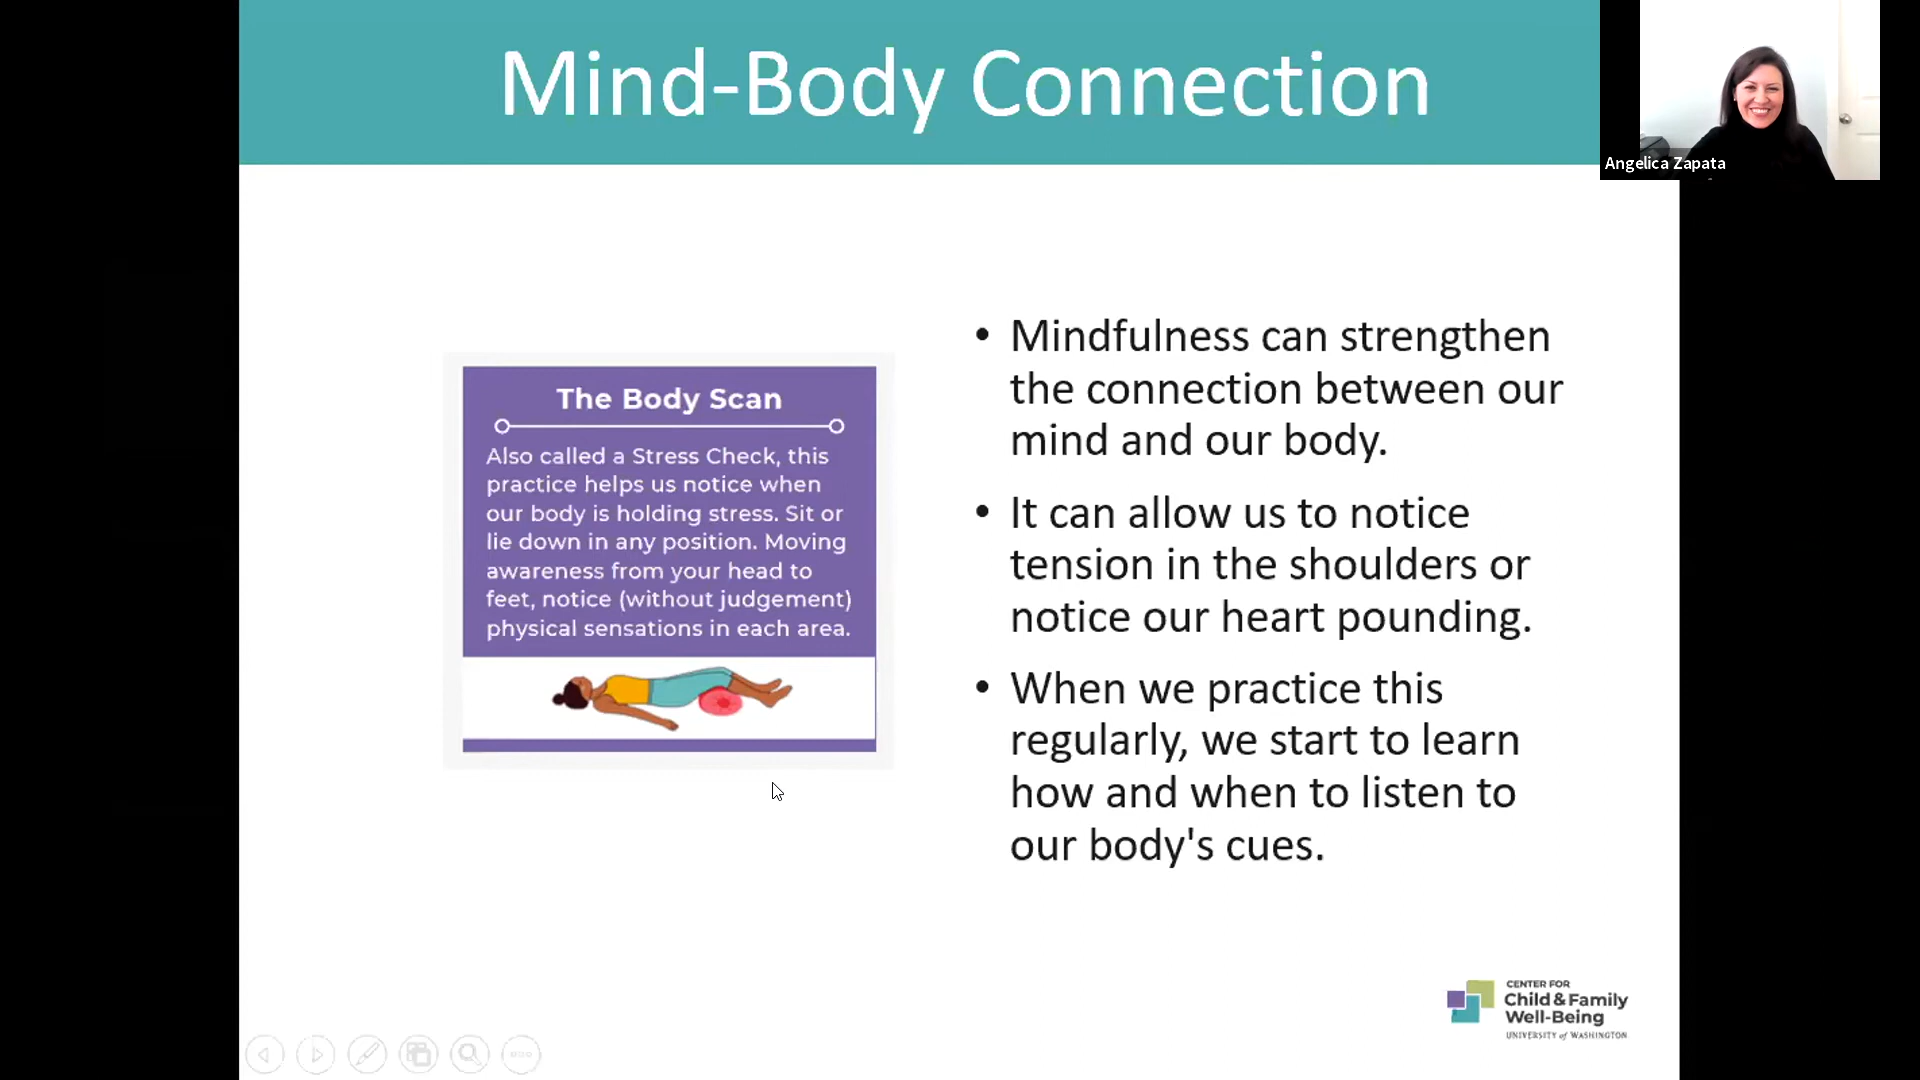 Mind-Body Connection
Angelica Zapata
The Body Scan
Also called a Stress Check, this
practice helps us notice when
our body is holding stress. Sit or
lie down in any position. Moving
awareness from your head to
feet, notice (without judgement)
physical sensations in each area.
• Mindfulness can strengthen
the connection between our
mind and our body.
• It can allow us to notice
tension in the shoulders or
notice our heart pounding.
• When we practice this
regularly, we start to learn
how and when to listen to
our body's cues.
CENTER FOR
Child & Family
Well-Being
UNIVERSITY of WASHINGTON